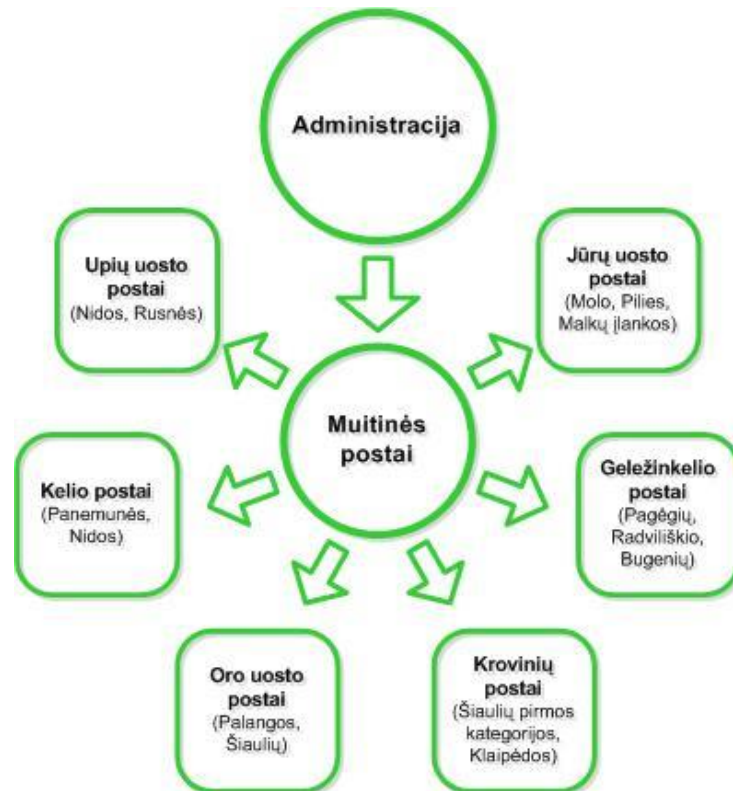 Administracija
Upių uosto
postai
(Nidos, Rusnės)
Jūrų uosto
postai
(Molo, Pilies,
Malkų įlankos)
Muitinės
postai
Kelio postai
(Panemunės,
Nidos)
Geležinkelio
postai
(Pagėgių,
Radviliškio,
Bugenių)
Oro uosto
postai
(Palangos,
Šiaulių)
Krovinių
postai
(Šiaulių pirmos
kategorijos,
Klaipėdos)